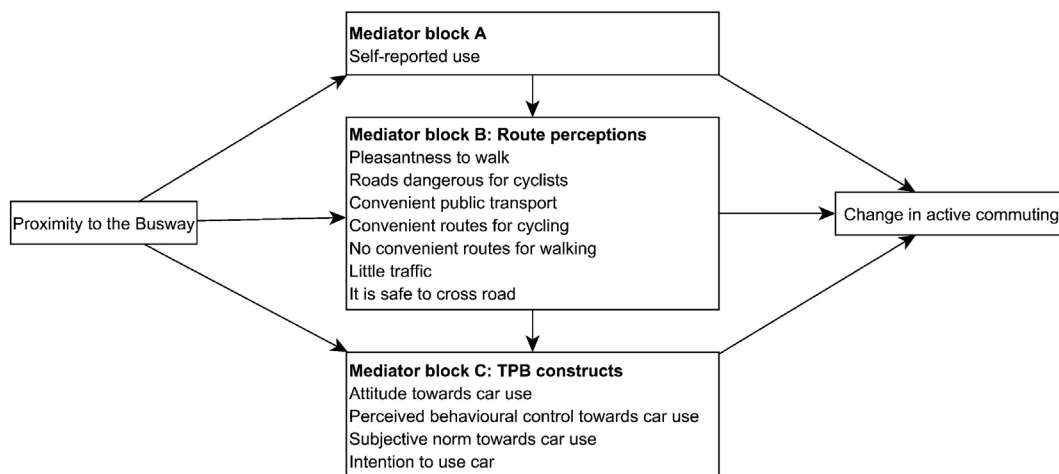 Mediator block A
Self-reported use
Mediator block B: Route perceptions
Pleasantness to walk
Roads dangerous for cyclists
Convenient public transport
Convenient routes for cycling
No convenient routes for walking
Little traffic
It is safe to cross road
Proximity to the Busway
Change in active commuting
Mediator block C: TPB constructs
Attitude towards car use
Perceived behavioural control towards car use
Subjective norm towards car use
Intention to use car